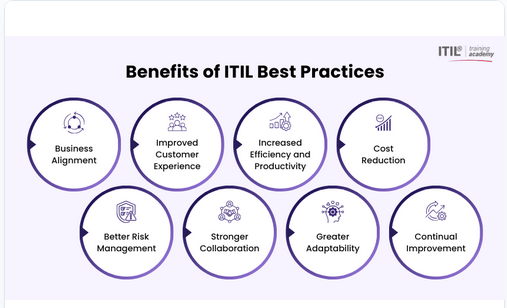 ITIL® | training academy
Benefits of ITIL Best Practices
Business
Alignment
Improved
Customer
Experience
Increased
Efficiency and
Productivity
Cost
Reduction
Better Risk
Management
Stronger
Collaboration
Greater
Adaptability
Continual
Improvement